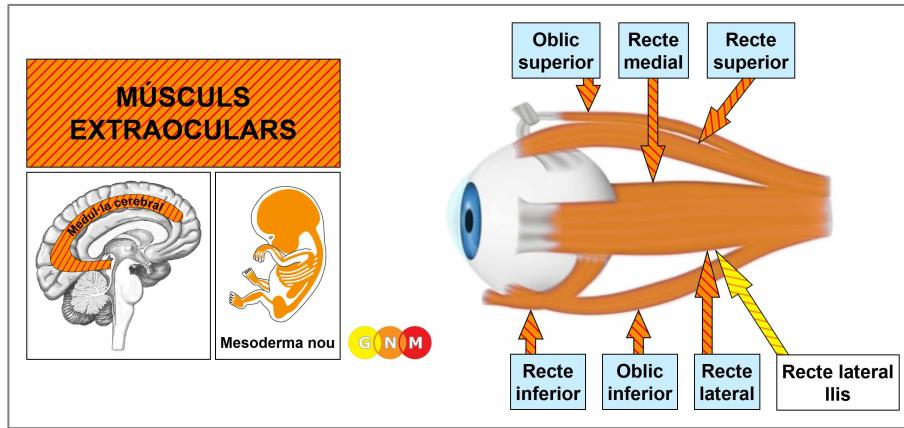 MÚSCULS
EXTRAOCULARS
Medul·la cerebral
Mesoderma nou
G N M
Oblic
superior
Recte
medial
Recte
superior
Recte
inferior
Oblic
inferior
Recte
lateral
Recte lateral
llis